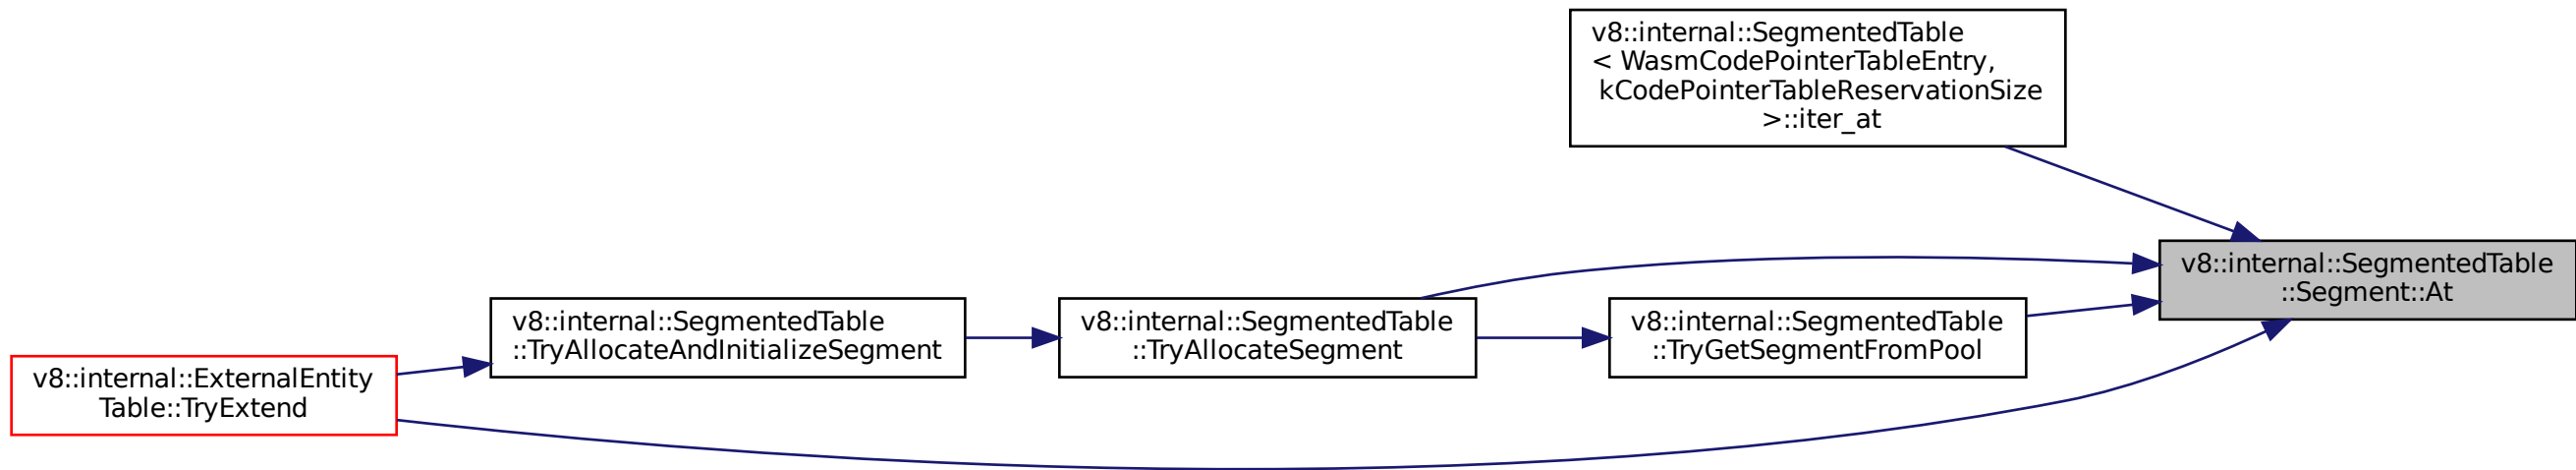 v8::internal::SegmentedTable
< WasmCodePointerTableEntry,
kCodePointerTableReservationSize
>::iter_at
v8::internal::SegmentedTable
::Segment::At
v8::internal::SegmentedTable
::TryAllocateAndInitializeSegment
v8::internal::SegmentedTable
::TryAllocateSegment
v8::internal::SegmentedTable
::TryGetSegmentFromPool
v8::internal::ExternalEntity
Table::TryExtend